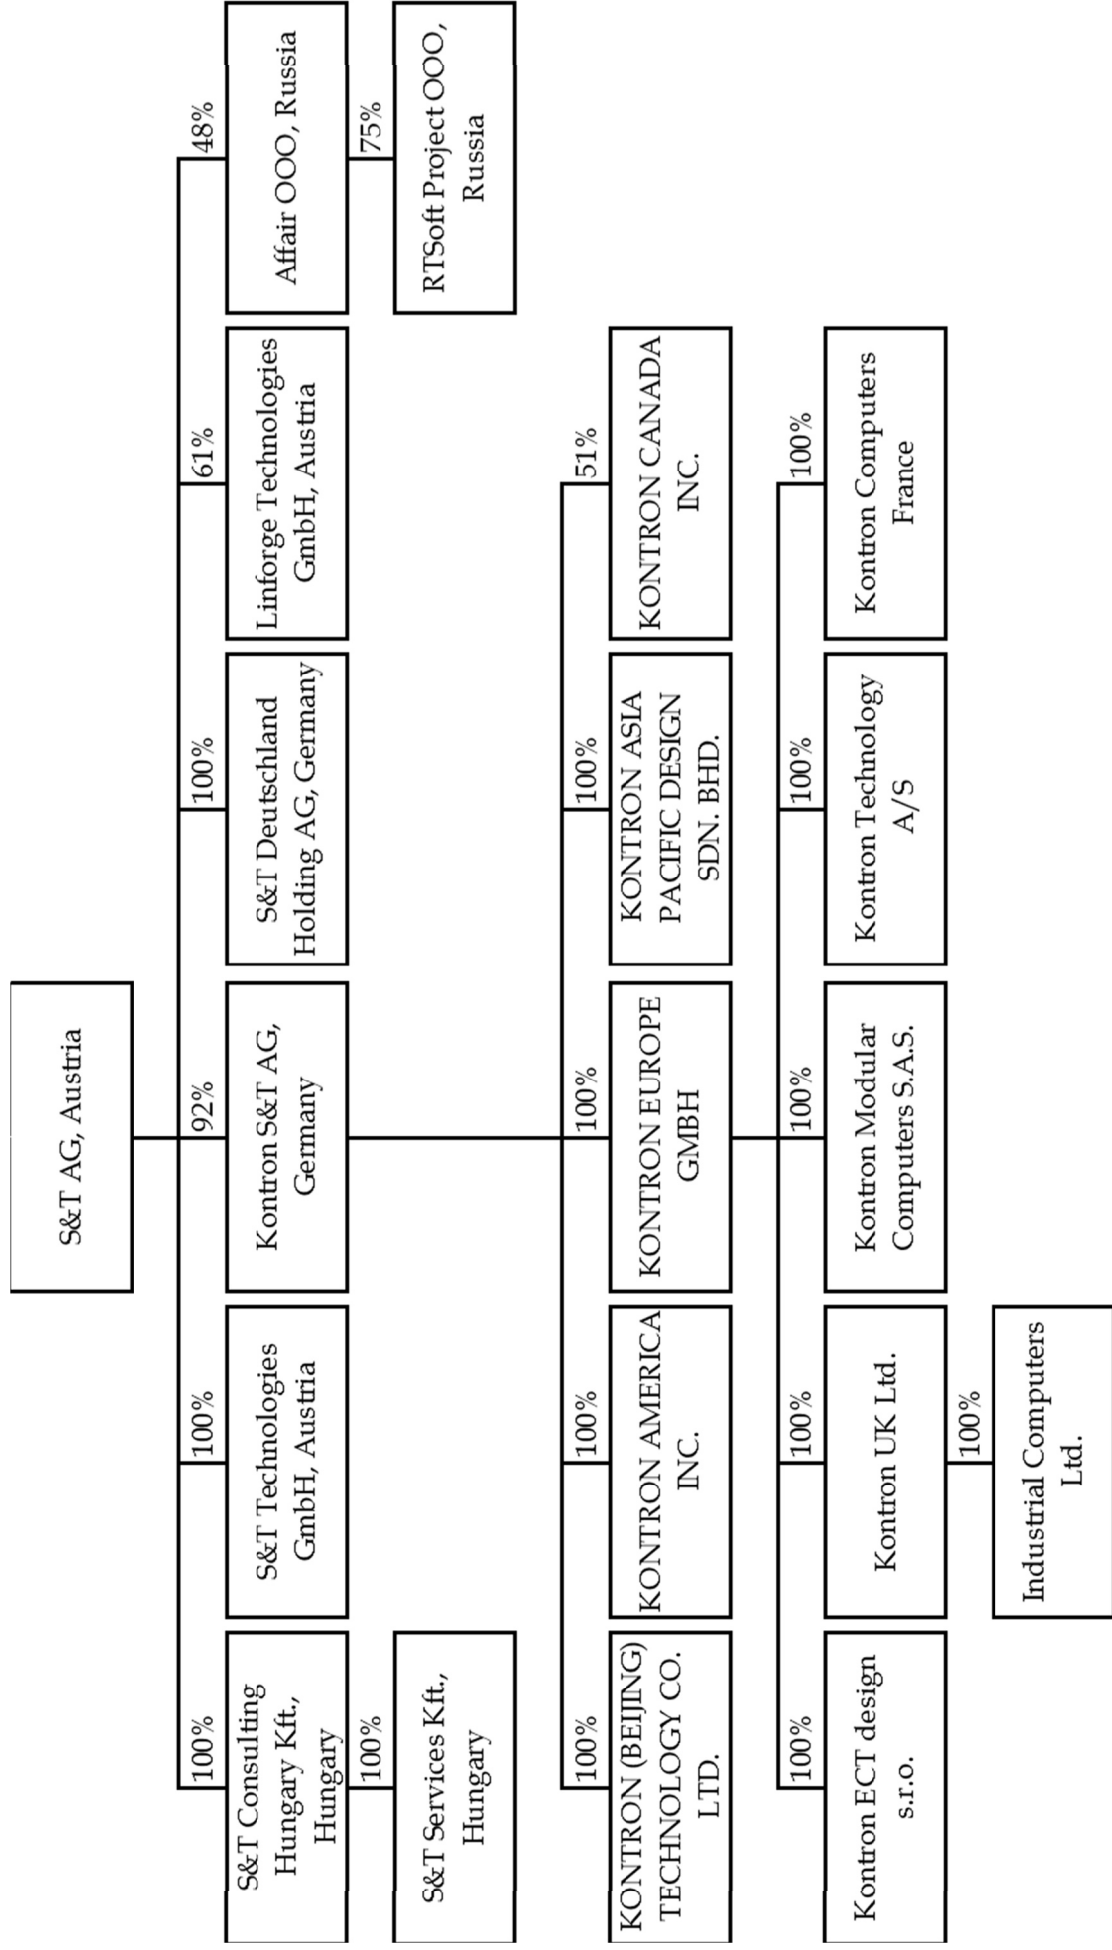 S&T AG, Austria
100%
100%
92%
100%
61%
48%
S&T Consulting
Hungary Kft.,
Hungary
S&T Technologies
GmbH, Austria
Kontron S&T AG,
Germany
S&T Deutschland
Holding AG, Germany
Linforge Technologies
GmbH, Austria
Affair OOO, Russia
100%
75%
S&T Services Kft.,
Hungary
RTSoft Project OOO,
Russia
100%
100%
100%
100%
51%
KONTRON (BEIJING)
TECHNOLOGY CO.
LTD.
KONTRON AMERICA
INC.
KONTRON EUROPE
GMBH
KONTRON ASIA
PACIFIC DESIGN
SDN. BHD.
KONTRON CANADA
INC.
100%
100%
100%
100%
100%
Kontron ECT design
s.r.o.
Kontron UK Ltd.
Kontron Modular
Computers S.A.S.
Kontron Technology
A/S
Kontron Computers
France
100%
Industrial Computers
Ltd.